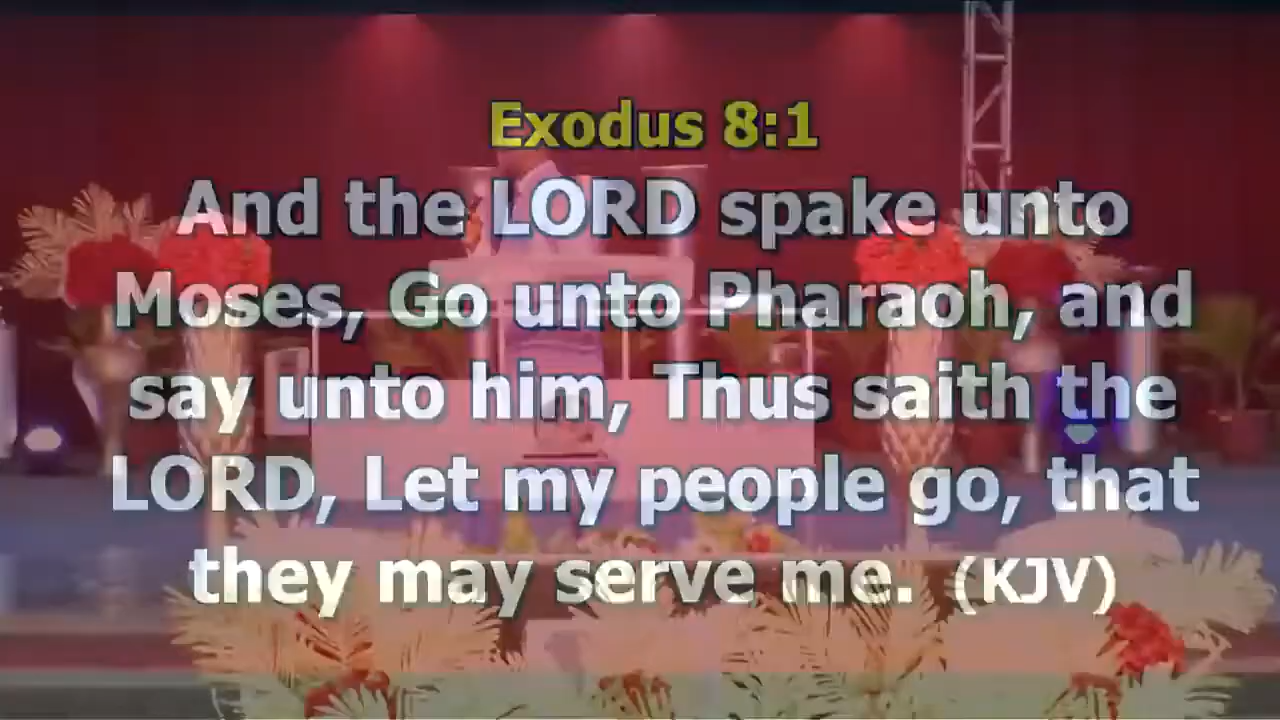 Exodus 8:1
And the LORD spake unto
Moses, Go unto Pharaoh, and
say unto him, Thus saith the
LORD, Let my people go, that
they may serve me. (KJV)